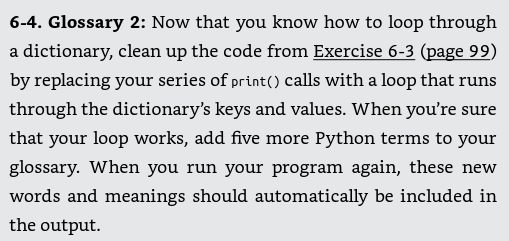 6-4. Glossary 2: Now that you know how to loop through
a dictionary, clean up the code from Exercise 6-3 (page 99)
by replacing your series of print() calls with a loop that runs
through the dictionary’s keys and values. When you’re sure
that your loop works, add five more Python terms to your
glossary. When you run your program again, these new
words and meanings should automatically be included in
the output.